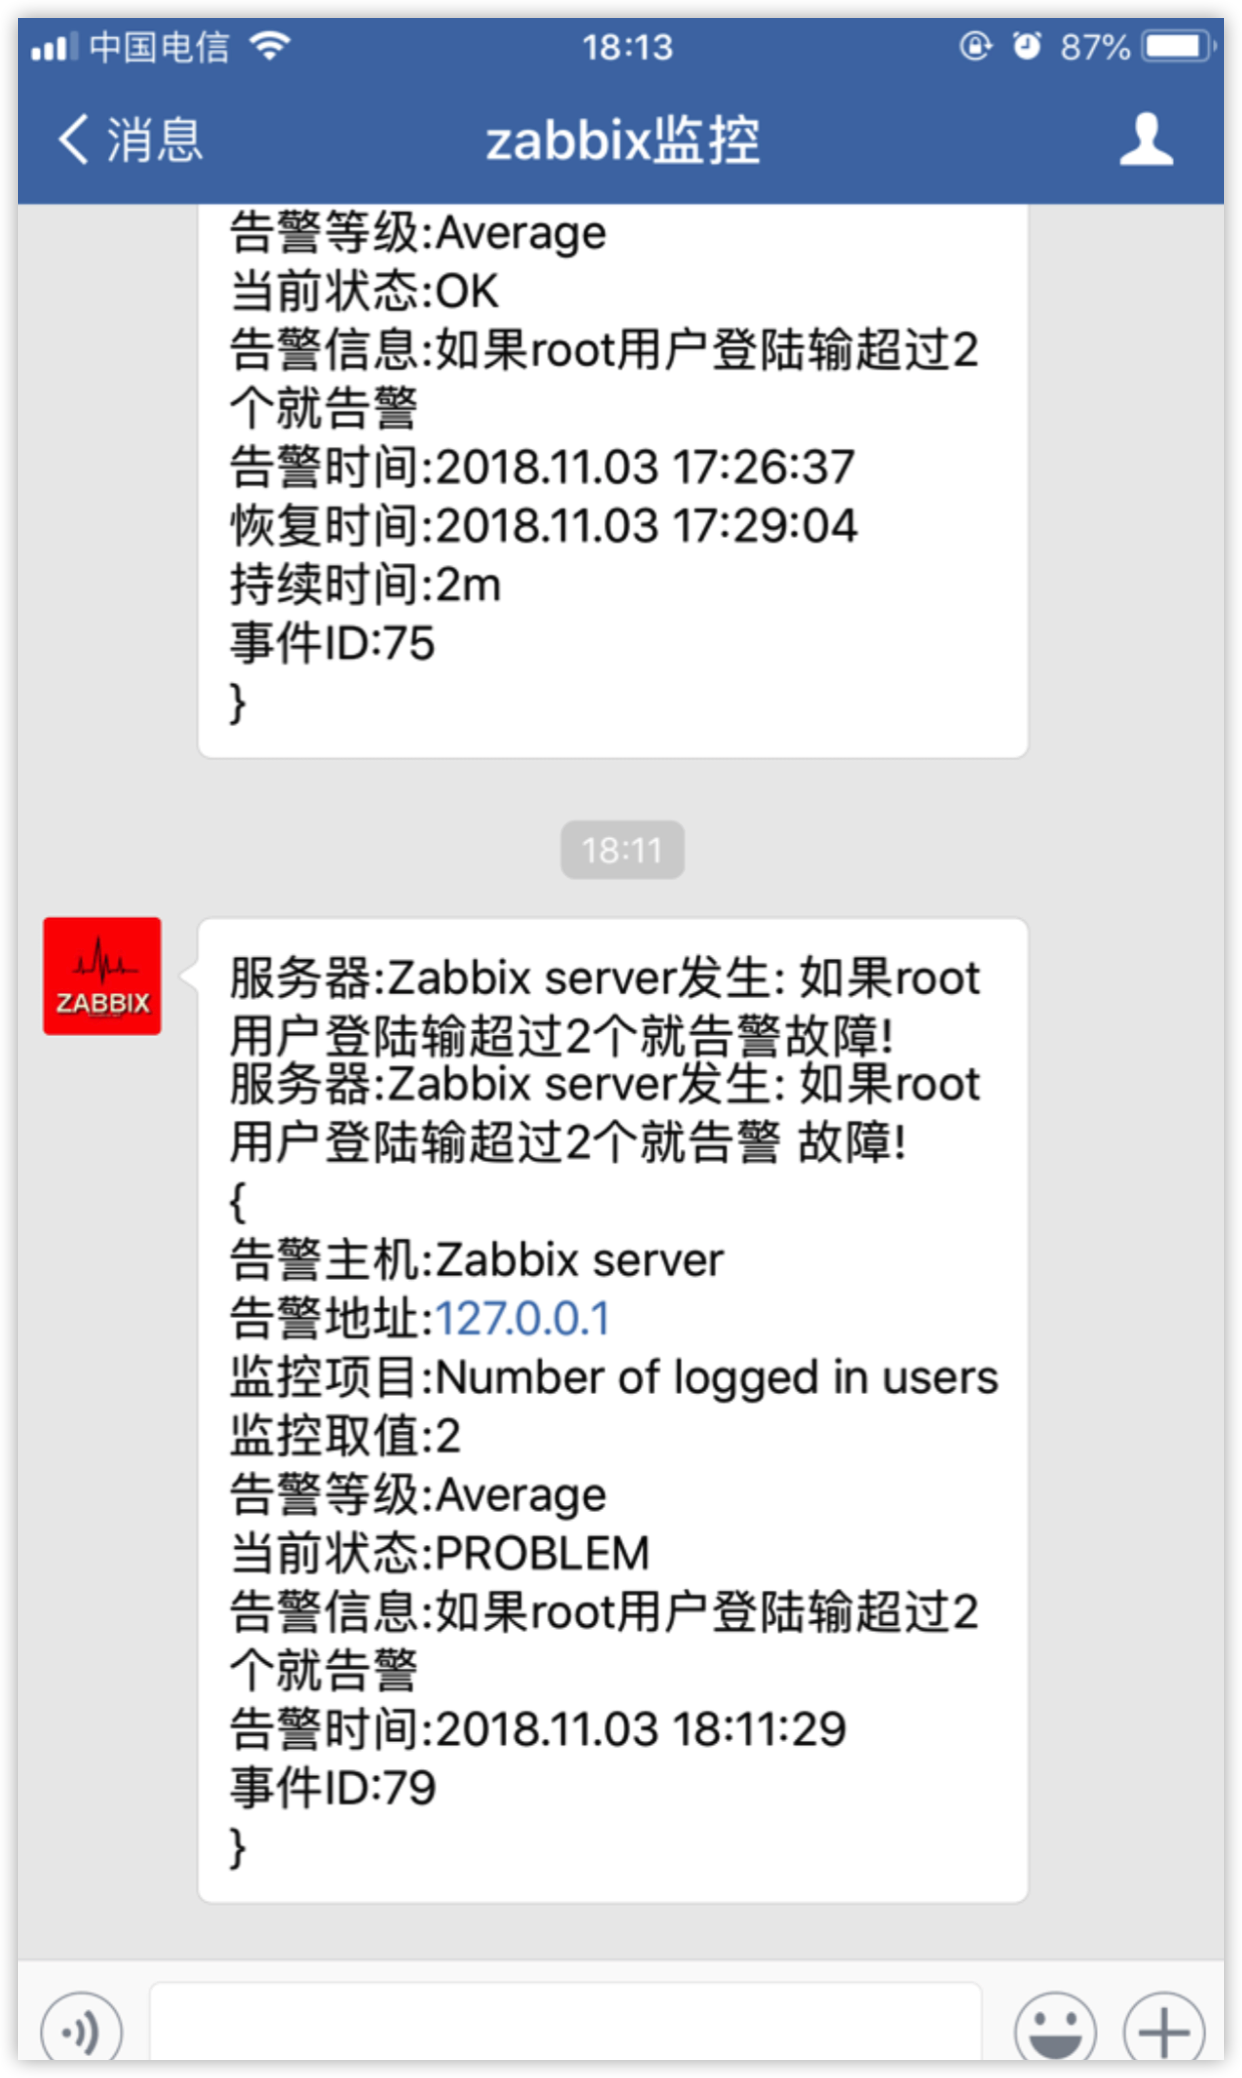 中国电信 18:13 87%
消息 zabbix监控
告警等级:Average
当前状态:OK
告警信息:如果root用户登陆输超过2
个就告警
告警时间:2018.11.03 17:26:37
恢复时间:2018.11.03 17:29:04
持续时间:2m
事件ID:75
}
18:11
ZABBIX
服务器:Zabbix server发生: 如果root
用户登陆输超过2个就告警故障!
服务器:Zabbix server发生: 如果root
用户登陆输超过2个就告警 故障!
{
告警主机:Zabbix server
告警地址:127.0.0.1
监控项目:Number of logged in users
监控取值:2
告警等级:Average
当前状态:PROBLEM
告警信息:如果root用户登陆输超过2
个就告警
告警时间:2018.11.03 18:11:29
事件ID:79
}